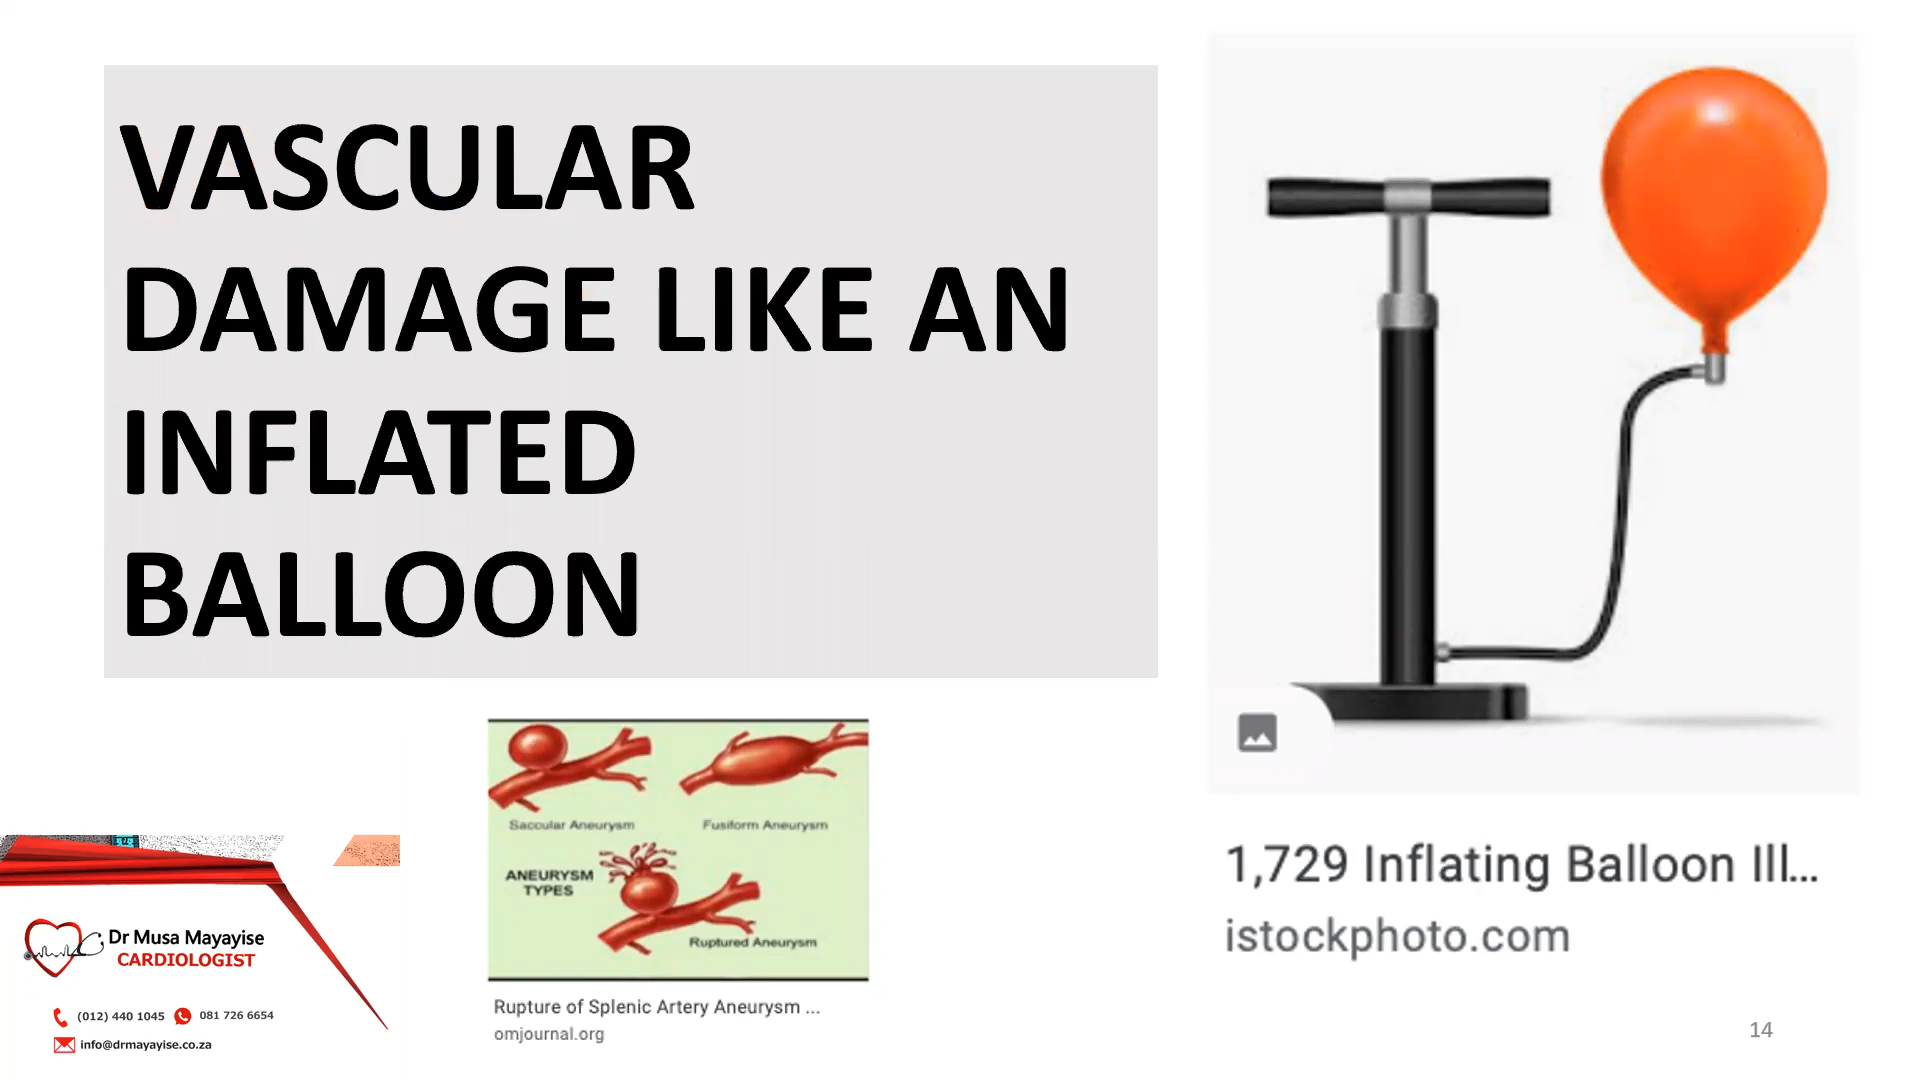 VASCULAR
DAMAGE LIKE AN
INFLATED
BALLOON
Saccular Aneurysm
Fusiform Aneurysm
ANEURYSM
TYPES
Ruptured Aneurysm
Rupture of Splenic Artery Aneurysm ...
omjournal.org
1,729 Inflating Balloon Ill...
istockphoto.com
Dr Musa Mayayise
CARDIOLOGIST
(012) 440 1045 081 726 6654
info@drmayayise.co.za
14